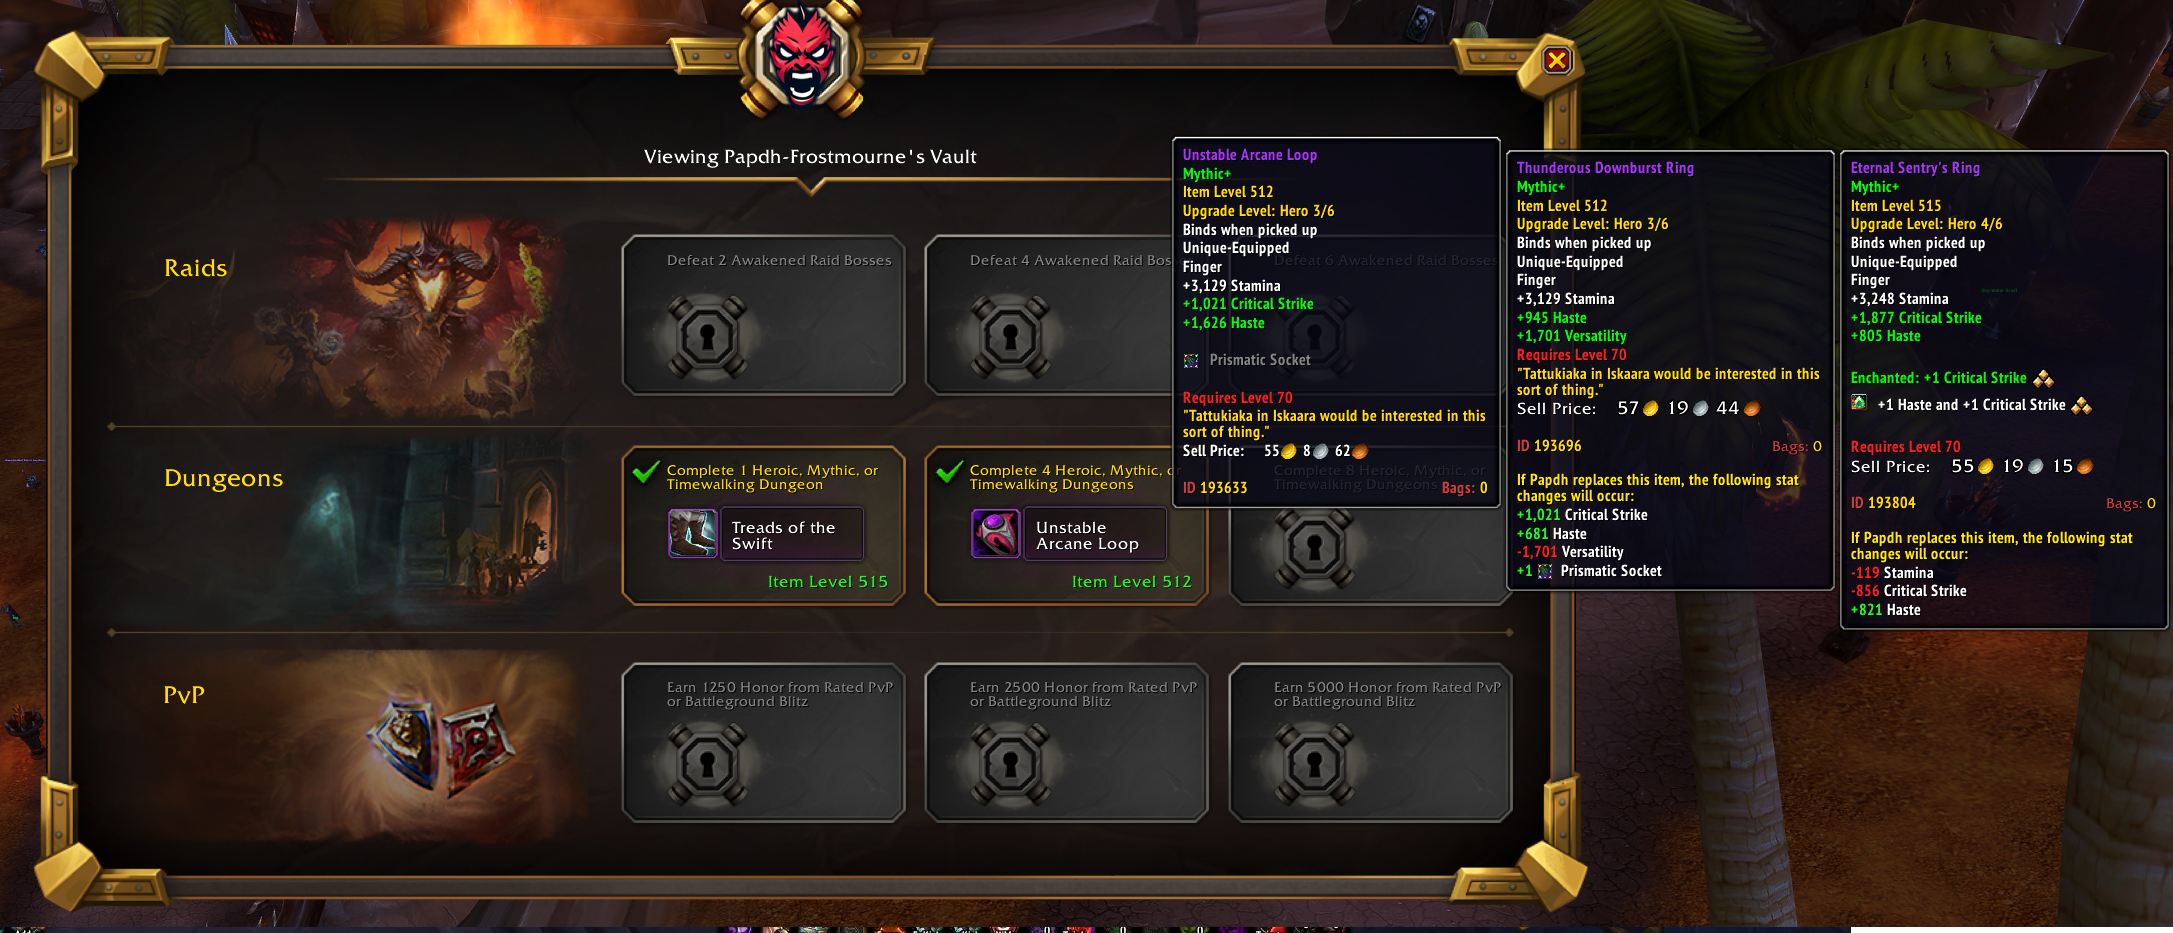 Viewing Papdh-Frostmourne's Vault
Raids
Defeat 2 Awakened Raid Bosses
Defeat 4 Awakened Raid Bos
Defeat 6 Awakened Raid Bosses
Dungeons
Complete 1 Heroic, Mythic, or
Timewalking Dungeon
Treads of the
Swift
Item Level 515
Complete 4 Heroic, Mythic, or
Timewalking Dungeons
Unstable
Arcane Loop
Item Level 512
Complete 8 Heroic, Mythic, or
Timewalking Dungeons
PvP
Earn 1250 Honor from Rated PvP
or Battleground Blitz
Earn 2500 Honor from Rated PvP
or Battleground Blitz
Earn 5000 Honor from Rated PvP
or Battleground Blitz
Unstable Arcane Loop
Mythic+
Item Level 512
Upgrade Level: Hero 3/6
Binds when picked up
Unique-Equipped
Finger
+3,129 Stamina
+1,021 Critical Strike
+1,626 Haste
Prismatic Socket
Requires Level 70
"Tattukiaka in Iskaara would be interested in this
sort of thing."
Sell Price: 55 8 62
ID 193633 Bags: 0
Thunderous Downburst Ring
Mythic+
Item Level 512
Upgrade Level: Hero 3/6
Binds when picked up
Unique-Equipped
Finger
+3,129 Stamina
+945 Haste
+1,701 Versatility
Requires Level 70
"Tattukiaka in Iskaara would be interested in this
sort of thing."
Sell Price: 57 19 44
ID 193696 Bags: 0
If Papdh replaces this item, the following stat
changes will occur:
+1,021 Critical Strike
+681 Haste
-1,701 Versatility
+1 Prismatic Socket
Eternal Sentry's Ring
Mythic+
Item Level 515
Upgrade Level: Hero 4/6
Binds when picked up
Unique-Equipped
Finger
+3,248 Stamina
+1,877 Critical Strike
+805 Haste
Enchanted: +1 Critical Strike
+1 Haste and +1 Critical Strike
Requires Level 70
Sell Price: 55 19 15
ID 193804 Bags: 0
If Papdh replaces this item, the following stat
changes will occur:
-119 Stamina
-856 Critical Strike
+821 Haste